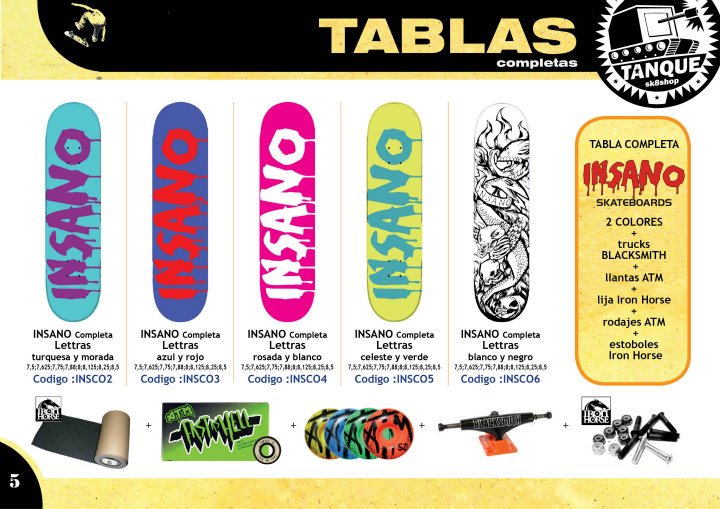 TABLAS
completas
TANQUE
sk8shop
INSANO
INSANO
INSANO
INSANO
TABLA COMPLETA
INSANO
SKATEBOARDS
2 COLORES
+
trucks
BLACKSMITH
+
llantas ATM
+
lija Iron Horse
+
rodajes ATM
+
estoboles
Iron Horse
INSANO Completa
Lettras
turquesa y morada
7,5;7,625;7,75;7,88;8;8,125;8,25;8,5
Codigo :INSCO2
INSANO Completa
Lettras
azul y rojo
7,5;7,625;7,75;7,88;8;8,125;8,25;8,5
Codigo :INSCO3
INSANO Completa
Lettras
rosada y blanco
7,5;7,625;7,75;7,88;8;8,125;8,25;8,5
Codigo :INSCO4
INSANO Completa
Lettras
celeste y verde
7,5;7,625;7,75;7,88;8;8,125;8,25;8,5
Codigo :INSCO5
INSANO Completa
Lettras
blanco y negro
7,5;7,625;7,75;7,88;8;8,125;8,25;8,5
Codigo :INSCO6
IRON
HORSE
+
ATM
FAST AS HELL
+
+
BLACKSMITH
+
IRON
HORSE
5